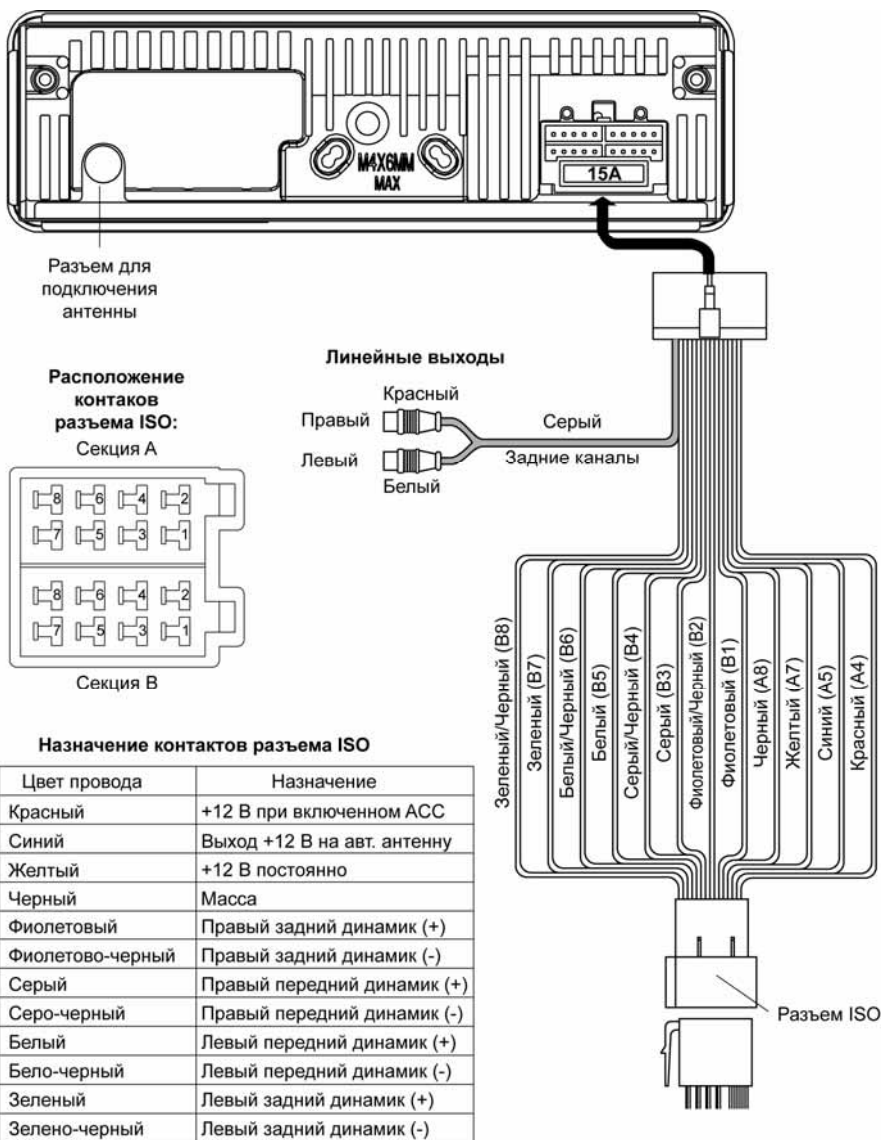 15A
M4X6MM
MAX
Разъем для
подключения
антенны
Линейные выходы
Красный
Правый
Серый
Левый
Задние каналы
Белый
Расположение
контаков
разъема ISO:
Секция А
8 6 4 2
7 5 3 1
8 6 4 2
7 5 3 1
Секция В
Зеленый/Черный (B8)
Зеленый (B7)
Белый/Черный (B6)
Белый (B5)
Серый/Черный (B4)
Серый (B3)
Фиолетовый/Черный (B2)
Фиолетовый (B1)
Черный (A8)
Желтый (A7)
Синий (A5)
Красный (A4)
Разъем ISO
Назначение контактов разъема ISO
Цвет провода Назначение
Красный +12 В при включенном ACC
Синий Выход +12 В на авт. антенну
Желтый +12 В постоянно
Черный Масса
Фиолетовый Правый задний динамик (+)
Фиолетово-черный Правый задний динамик (-)
Серый Правый передний динамик (+)
Серо-черный Правый передний динамик (-)
Белый Левый передний динамик (+)
Бело-черный Левый передний динамик (-)
Зеленый Левый задний динамик (+)
Зелено-черный Левый задний динамик (-)